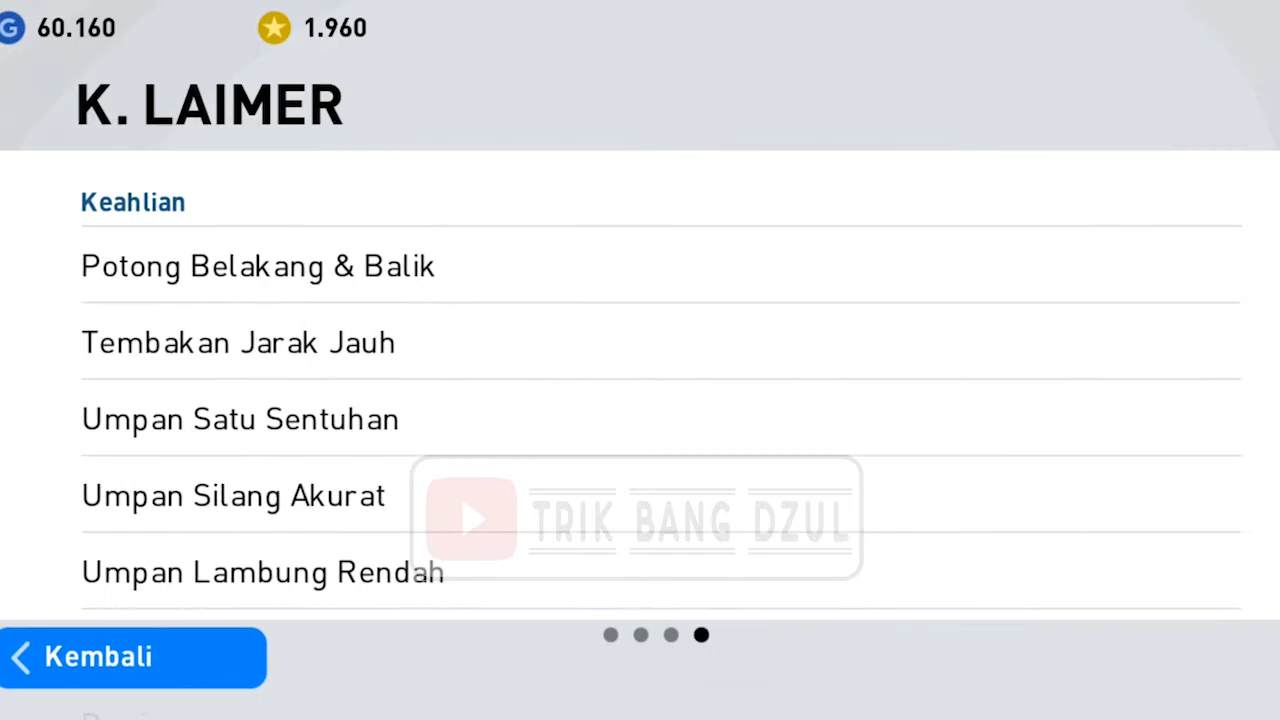 G 60.160 1.960
K. LAIMER
Keahlian
Potong Belakang & Balik
Tembakan Jarak Jauh
Umpan Satu Sentuhan
Umpan Silang Akurat
TRIK BANG DZUL
Umpan Lambung Rendah
Kembali